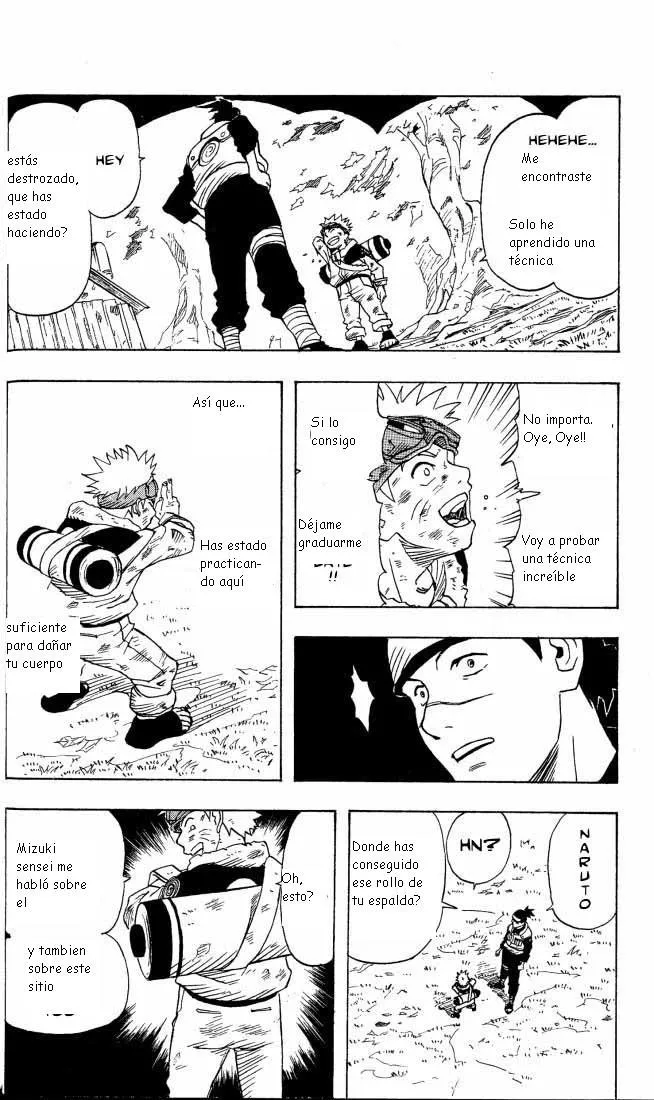 HEHEHE...
Me
encontraste
Solo he
aprendido una
técnica
HEY
estás
destrozado,
que has
estado
haciendo?
No importa.
Oye, Oye!!
Voy a probar
una técnica
increíble
Si lo
consigo
Déjame
graduarme
!!
Así que...
Has estado
practican-
do aquí
suficiente
para dañar
tu cuerpo
NARUTO
HN?
Donde has
conseguido
ese rollo de
tu espalda?
Oh,
esto?
Mizuki
sensei me
habló sobre
el
y tambien
sobre este
sitio